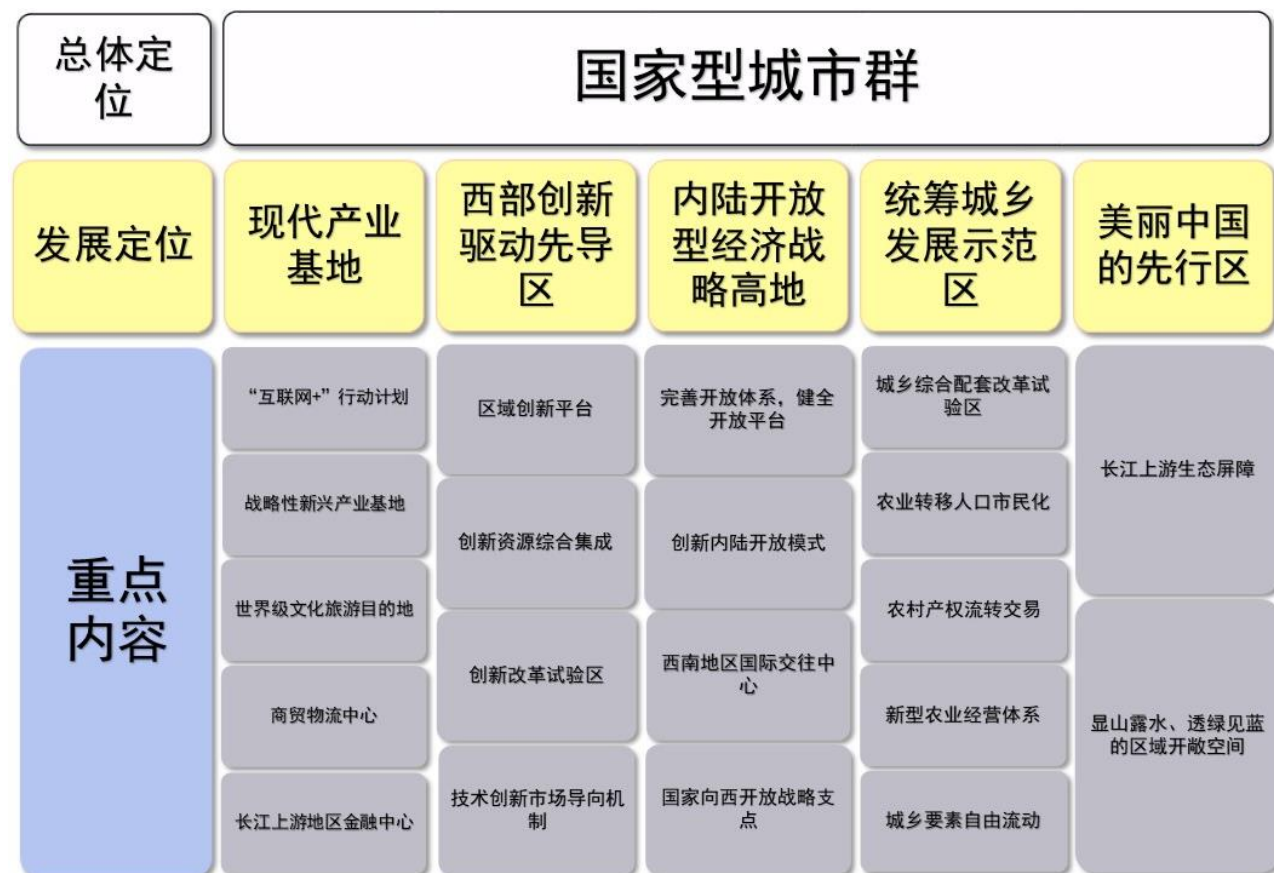 总体定
位
国家型城市群
发展定位
现代产业
基地
西部创新
驱动先导
区
内陆开放
型经济战
略高地
统筹城乡
发展示范
区
美丽中国
的先行区
重点
内容
“互联网+”行动计划
战略性新兴产业基地
世界级文化旅游目的地
商贸物流中心
长江上游地区金融中心
区域创新平台
创新资源综合集成
创新改革试验区
技术创新市场导向机
制
完善开放体系，健全
开放平台
创新内陆开放模式
西南地区国际交往中
心
国家向西开放战略支
点
城乡综合配套改革试
验区
农业转移人口市民化
农村产权流转交易
新型农业经营体系
城乡要素自由流动
长江上游生态屏障
显山露水、透绿见蓝
的区域开敞空间